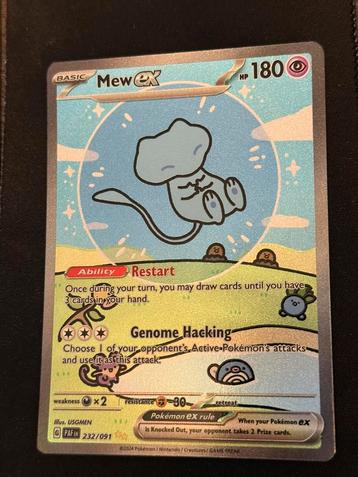 BASIC
Mew ex HP 180
Ability Restart
Once during your turn, you may draw cards until you have
3 cards in your hand.
Genome Hacking
Choose 1 of your opponent's Active Pokémon's attacks
and use it as this attack.
weakness ×2 resistance -30 retreat
Pokémon ex rule
When your Pokémon ex
is Knocked Out, your opponent takes 2 Prize cards.
Illus. USGMEN
G PAF EN 232/091
©2024 Pokémon / Nintendo / Creatures / GAME FREAK